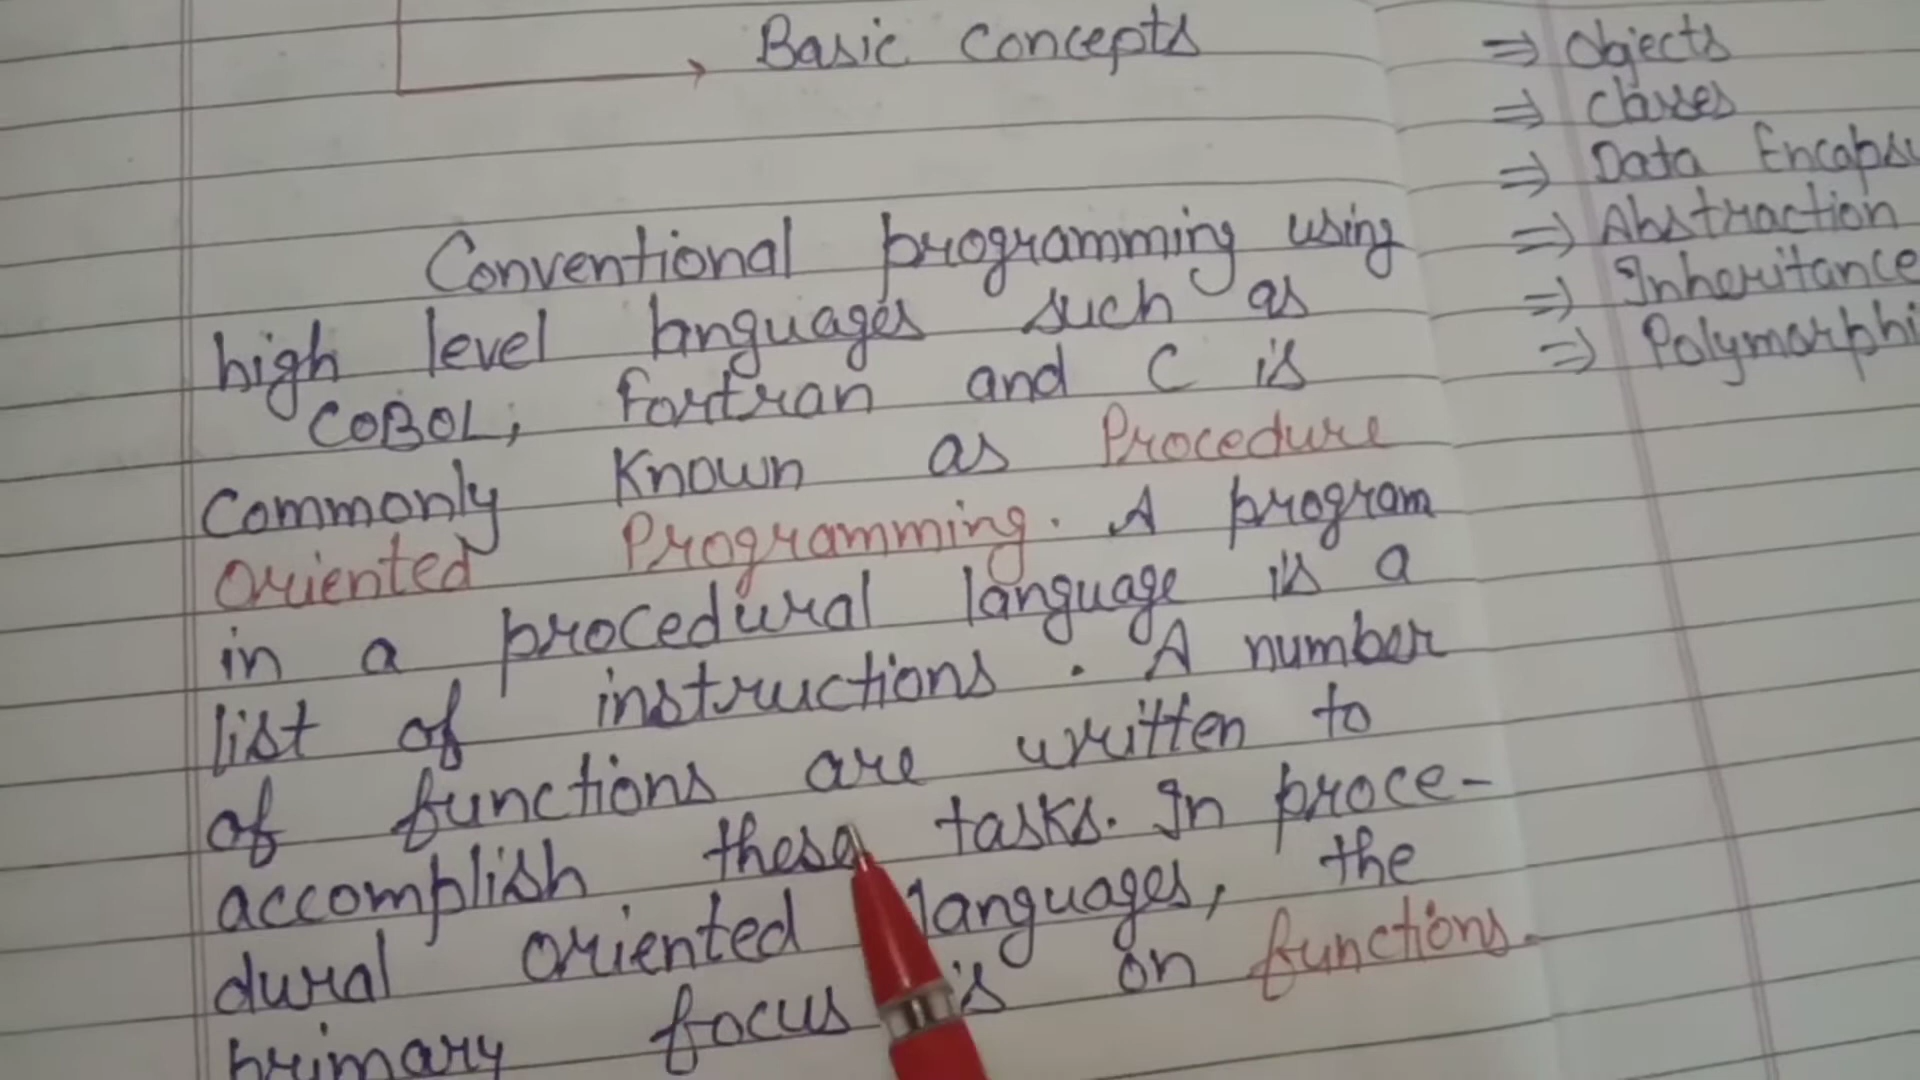 Basic Concepts
⇒ Objects
⇒ Classes
⇒ Data Encapsu
⇒ Abstraction
⇒ Inheritance
⇒ Polymorphi
Conventional programming using
high level languages such as
COBOL, Fortran and C is
Commonly Known as Procedure
Oriented Programming. A program
in a procedural language is a
list of instructions. A number
of functions are written to
accomplish these tasks. In proce-
dural oriented languages, the
primary focus is on functions.